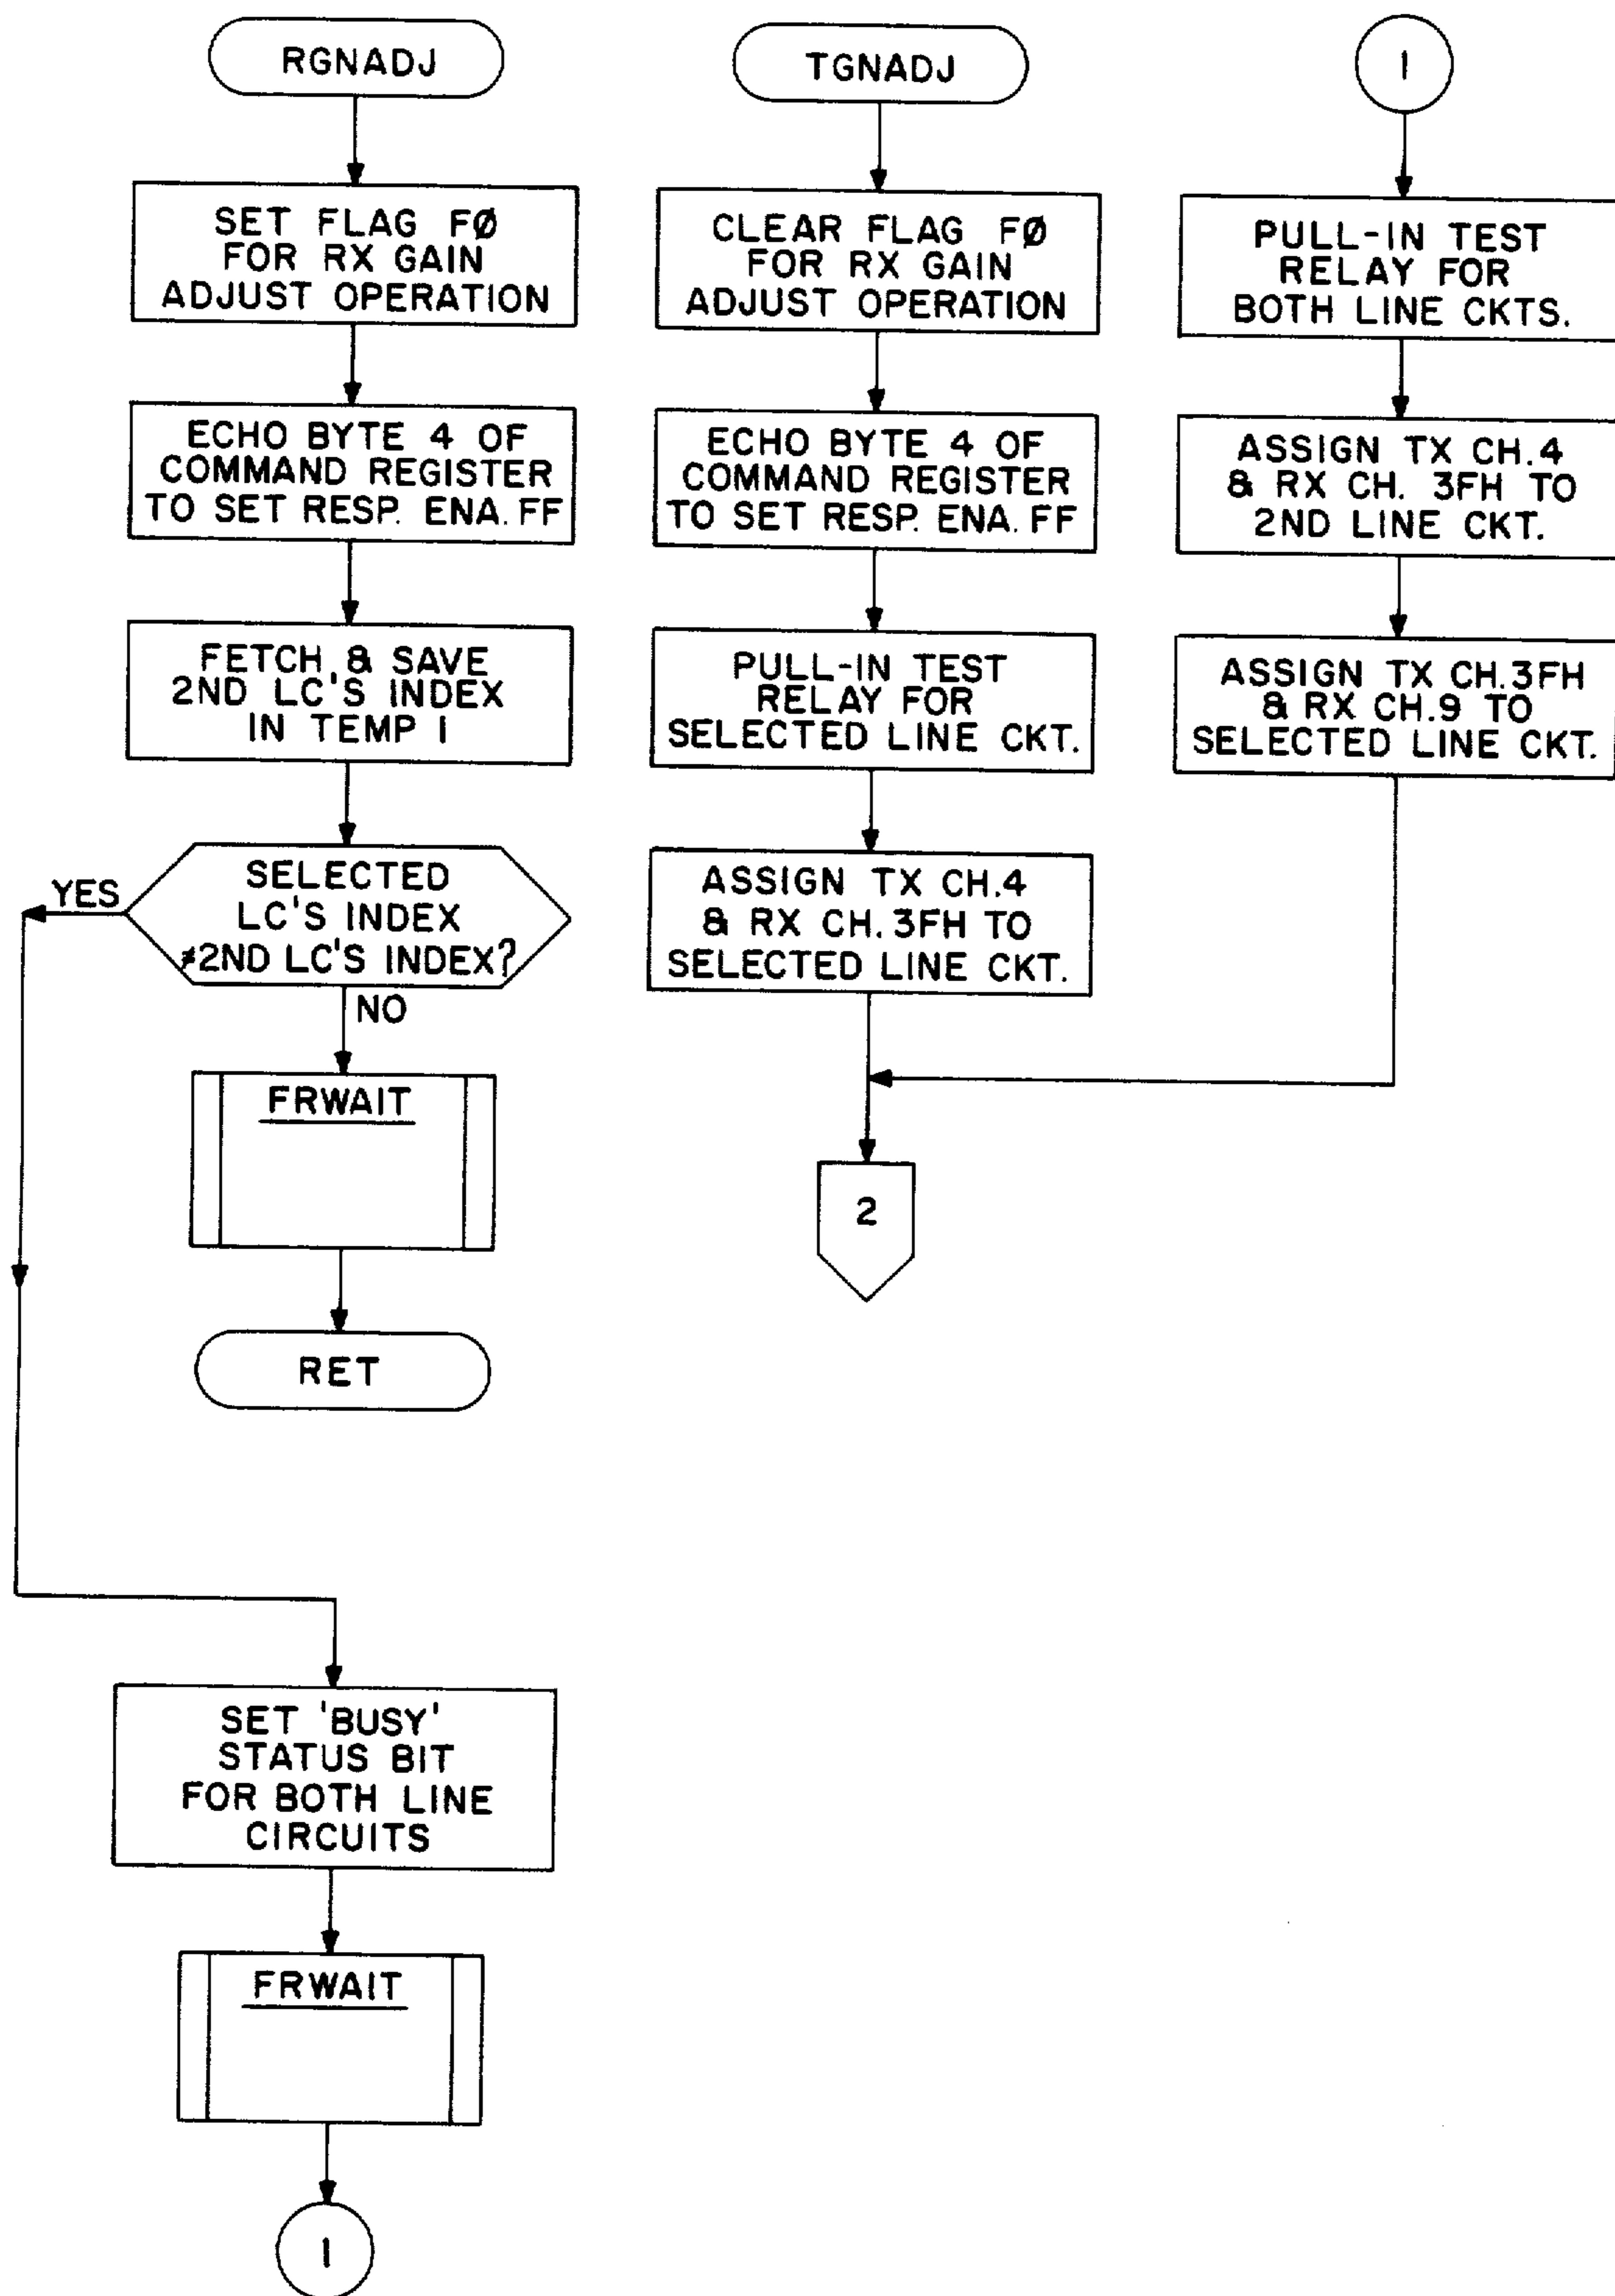 RGNADJ
SET FLAG FØ
FOR RX GAIN
ADJUST OPERATION
ECHO BYTE 4 OF
COMMAND REGISTER
TO SET RESP. ENA. FF
FETCH & SAVE
2ND LC'S INDEX
IN TEMP 1
SELECTED
LC'S INDEX
≠2ND LC'S INDEX?
YES
NO
FRWAIT
RET
SET 'BUSY'
STATUS BIT
FOR BOTH LINE
CIRCUITS
FRWAIT
1
TGNADJ
CLEAR FLAG FØ
FOR RX GAIN
ADJUST OPERATION
ECHO BYTE 4 OF
COMMAND REGISTER
TO SET RESP. ENA. FF
PULL-IN TEST
RELAY FOR
SELECTED LINE CKT.
ASSIGN TX CH.4
& RX CH. 3FH TO
SELECTED LINE CKT.
2
1
PULL-IN TEST
RELAY FOR
BOTH LINE CKTS.
ASSIGN TX CH.4
& RX CH. 3FH TO
2ND LINE CKT.
ASSIGN TX CH.3FH
& RX CH.9 TO
SELECTED LINE CKT.